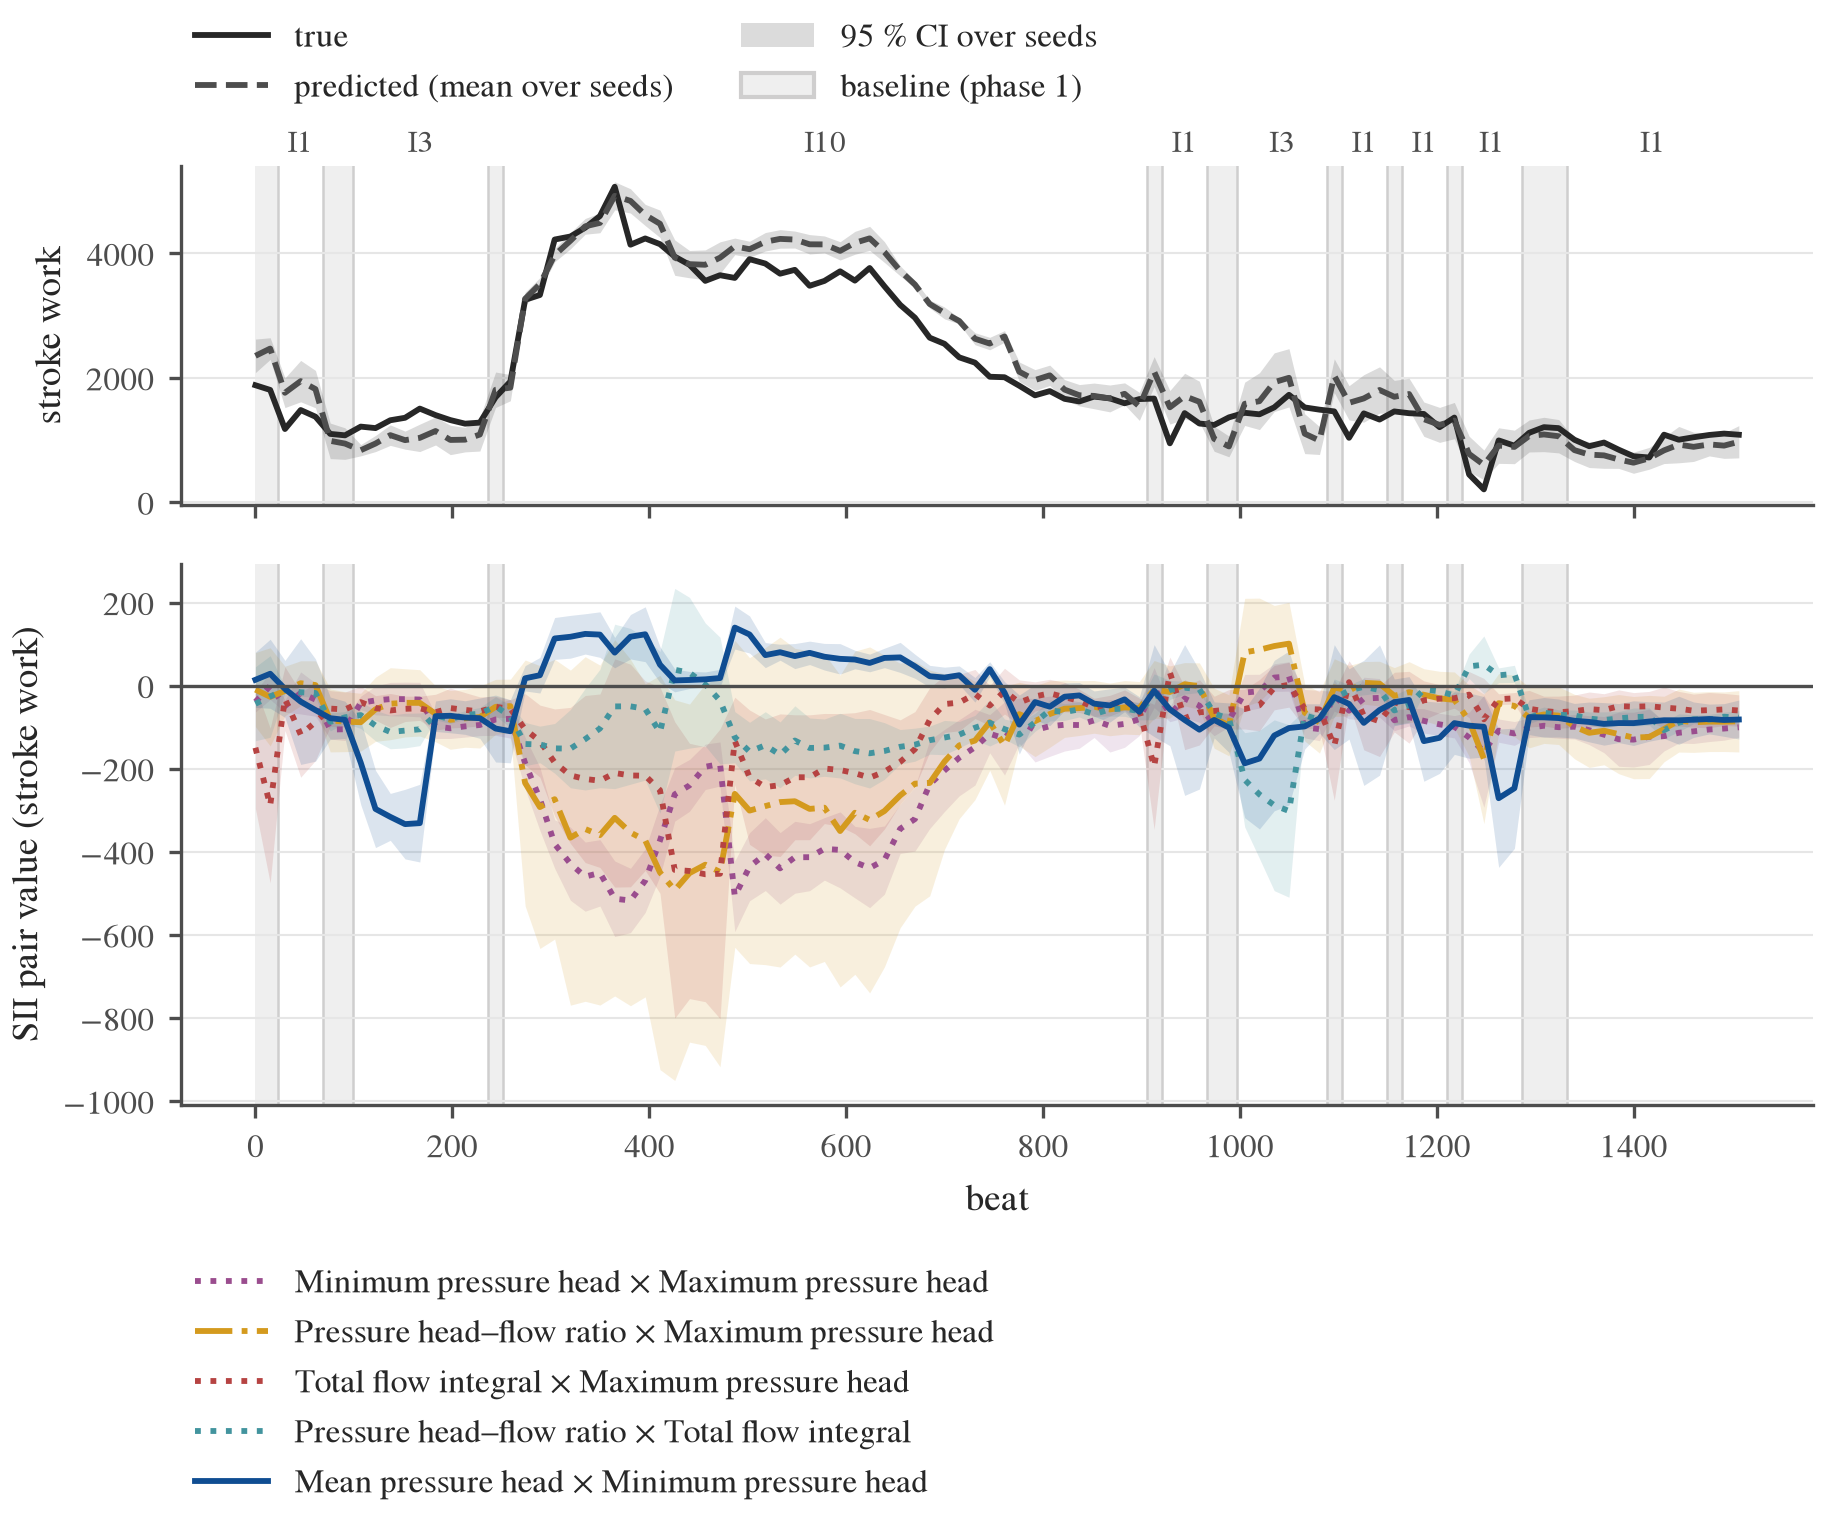 true
95 % CI over seeds
predicted (mean over seeds)
baseline (phase 1)
I1 I3 I10 I1 I3 I1 I1 I1 I1
stroke work
4000
2000
0
SII pair value (stroke work)
200
0
−200
−400
−600
−800
−1000
0 200 400 600 800 1000 1200 1400
beat
Minimum pressure head × Maximum pressure head
Pressure head–flow ratio × Maximum pressure head
Total flow integral × Maximum pressure head
Pressure head–flow ratio × Total flow integral
Mean pressure head × Minimum pressure head